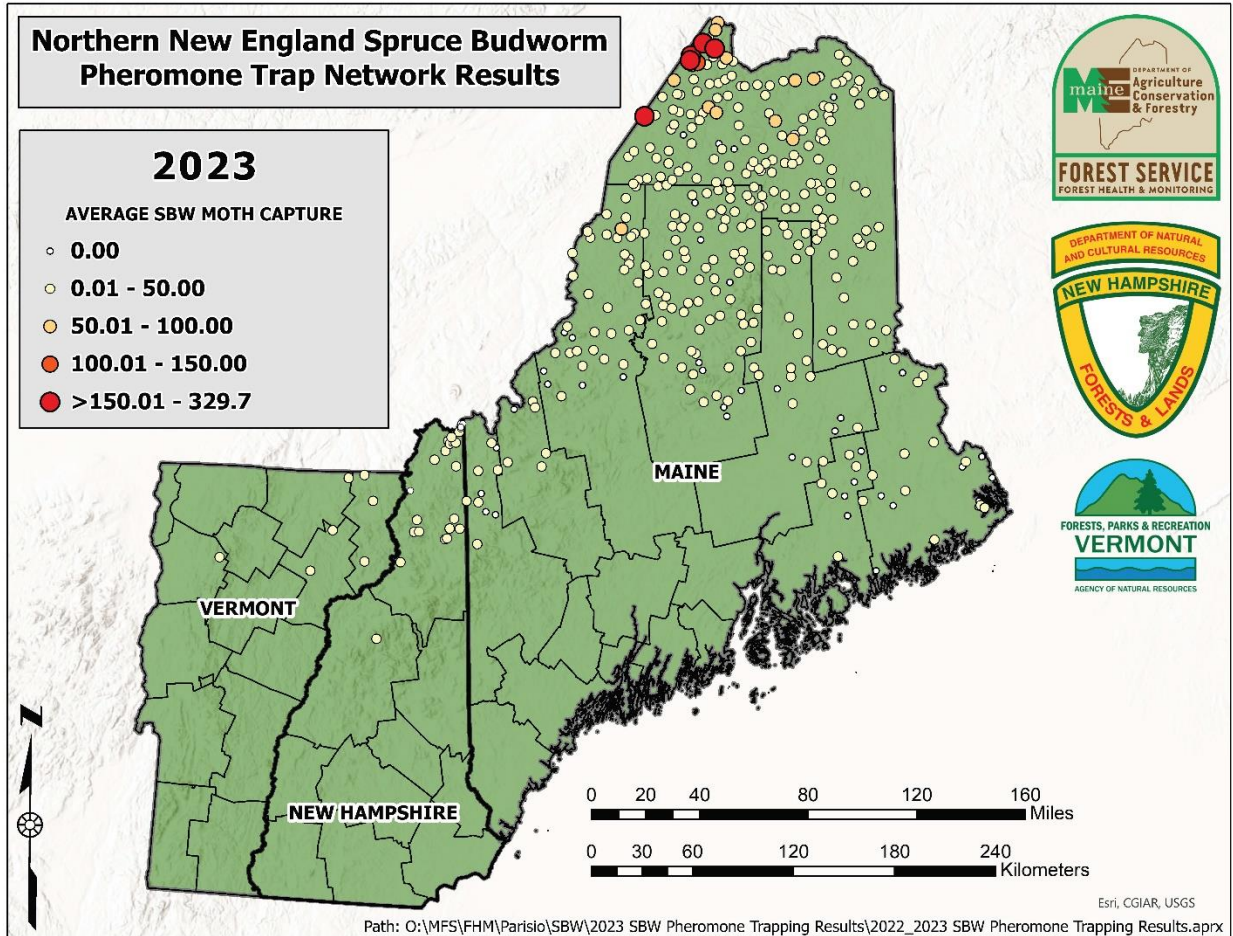 Northern New England Spruce Budworm
Pheromone Trap Network Results
2023
AVERAGE SBW MOTH CAPTURE
0.00
0.01 - 50.00
50.01 - 100.00
100.01 - 150.00
>150.01 - 329.7
DEPARTMENT OF
maine
Agriculture
Conservation
& Forestry
FOREST SERVICE
FOREST HEALTH & MONITORING
DEPARTMENT OF NATURAL
AND CULTURAL RESOURCES
NEW HAMPSHIRE
FORESTS & LANDS
FORESTS, PARKS & RECREATION
VERMONT
AGENCY OF NATURAL RESOURCES
MAINE
VERMONT
NEW HAMPSHIRE
N
0 20 40 80 120 160
Miles
0 30 60 120 180 240
Kilometers
Esri, CGIAR, USGS
Path: O:\MFS\FHM\Parisio\SBW\2023 SBW Pheromone Trapping Results\2022_2023 SBW Pheromone Trapping Results.aprx